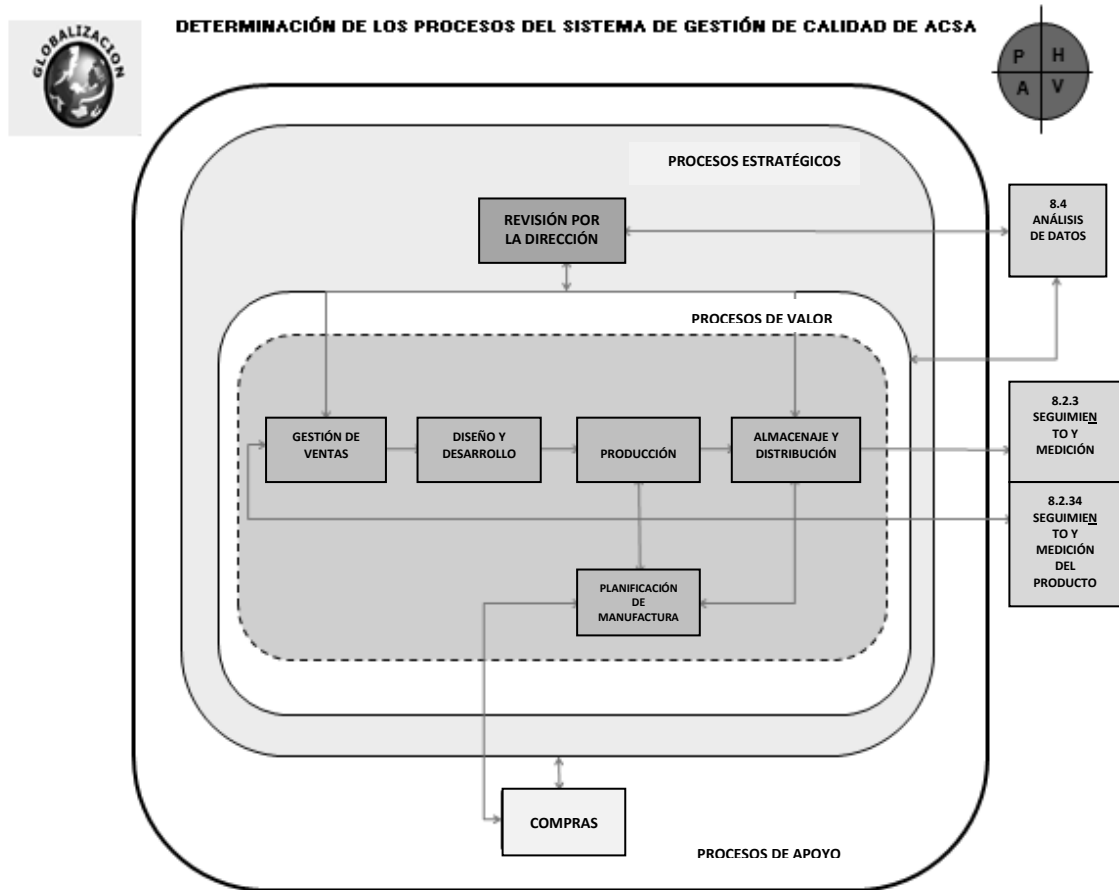 DETERMINACIÓN DE LOS PROCESOS DEL SISTEMA DE GESTIÓN DE CALIDAD DE ACSA
GLOBALIZACION
P H
A V
PROCESOS ESTRATÉGICOS
REVISIÓN POR
LA DIRECCIÓN
8.4
ANÁLISIS
DE DATOS
PROCESOS DE VALOR
GESTIÓN DE
VENTAS
DISEÑO Y
DESARROLLO
PRODUCCIÓN
ALMACENAJE Y
DISTRIBUCIÓN
8.2.3
SEGUIMIEN
TO Y
MEDICIÓN
8.2.34
SEGUIMIEN
TO Y
MEDICIÓN
DEL
PRODUCTO
PLANIFICACIÓN
DE
MANUFACTURA
COMPRAS
PROCESOS DE APOYO